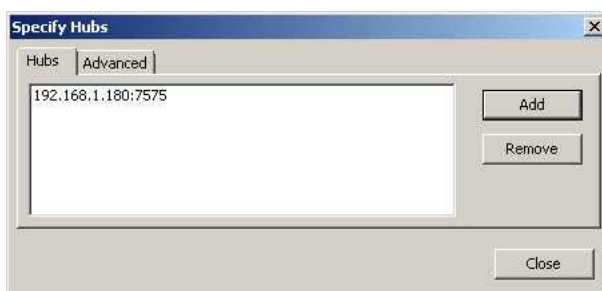 Specify Hubs
Hubs
Advanced
192.168.1.180:7575
Add
Remove
Close